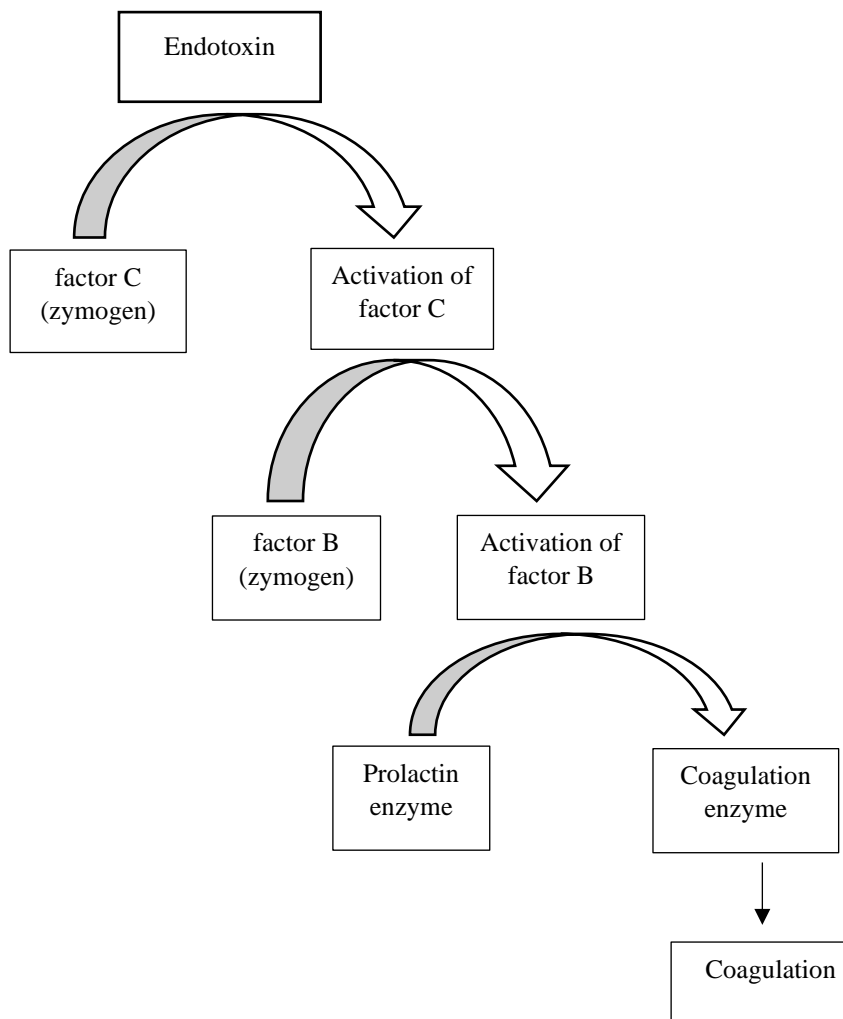 Endotoxin
factor C
(zymogen)
Activation of
factor C
factor B
(zymogen)
Activation of
factor B
Prolactin
enzyme
Coagulation
enzyme
Coagulation